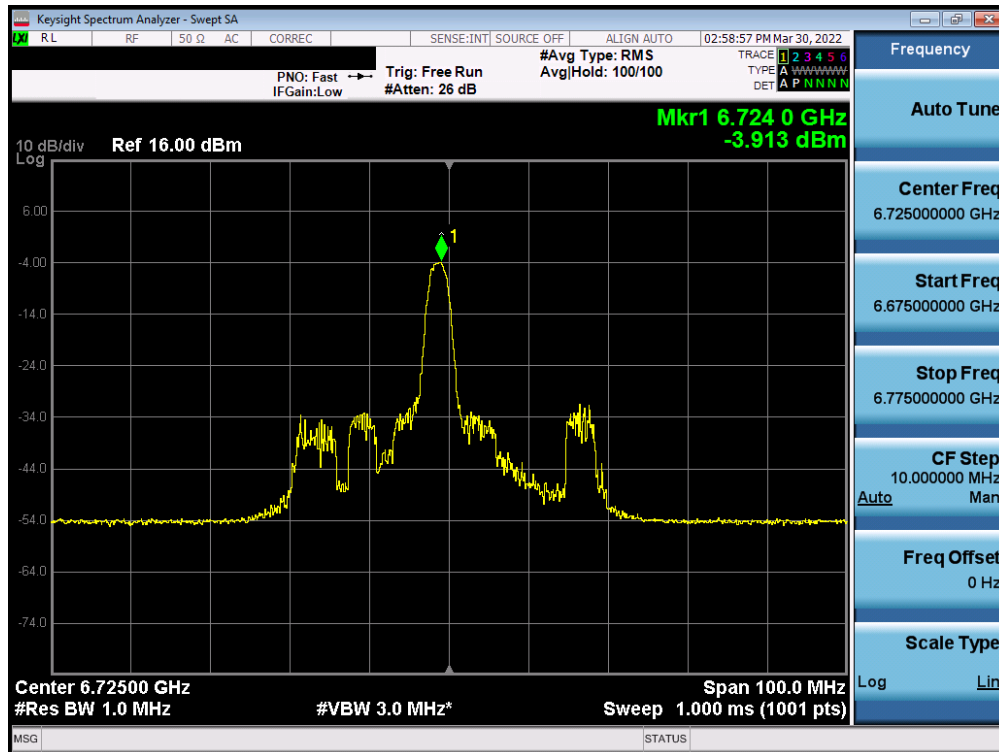 Keysight Spectrum Analyzer - Swept SA
LXI RL RF 50 Ω AC CORREC SENSE:INT SOURCE OFF ALIGN AUTO 02:58:57 PM Mar 30, 2022
Frequency
#Avg Type: RMS TRACE 1 2 3 4 5 6
PNO: Fast Trig: Free Run Avg|Hold: 100/100 TYPE A WWWWW
IFGain:Low #Atten: 26 dB DET A P N N N N
Auto Tune
Mkr1 6.724 0 GHz
-3.913 dBm
10 dB/div Ref 16.00 dBm
Log
6.00
-4.00
-14.0
-24.0
-34.0
-44.0
-54.0
-64.0
-74.0
1
Center Freq
6.725000000 GHz
Start Freq
6.675000000 GHz
Stop Freq
6.775000000 GHz
CF Step
10.000000 MHz
Auto Man
Freq Offset
0 Hz
Scale Type
Log Lin
Center 6.72500 GHz Span 100.0 MHz
#Res BW 1.0 MHz #VBW 3.0 MHz* Sweep 1.000 ms (1001 pts)
MSG STATUS